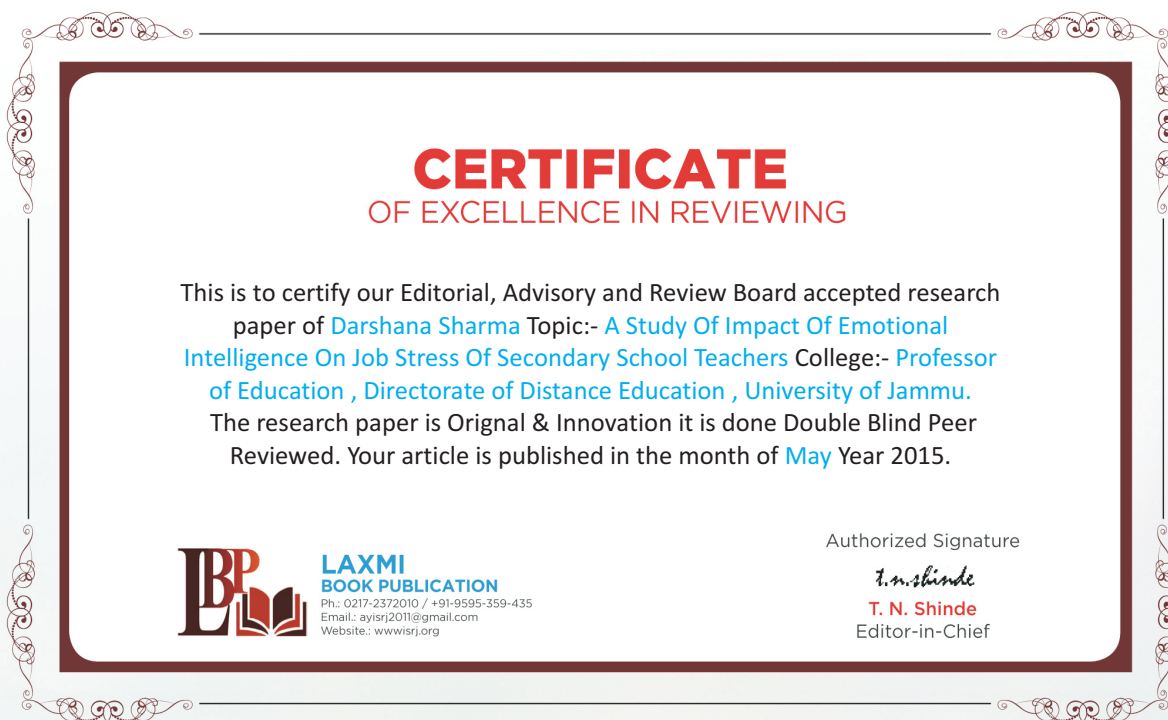 CERTIFICATE
OF EXCELLENCE IN REVIEWING
This is to certify our Editorial, Advisory and Review Board accepted research
paper of Darshana Sharma Topic:- A Study Of Impact Of Emotional
Intelligence On Job Stress Of Secondary School Teachers College:- Professor
of Education , Directorate of Distance Education , University of Jammu.
The research paper is Orignal & Innovation it is done Double Blind Peer
Reviewed. Your article is published in the month of May Year 2015.
LBP
LAXMI
BOOK PUBLICATION
Ph.: 0217-2372010 / +91-9595-359-435
Email.: ayisrj2011@gmail.com
Website.: wwwisrj.org
Authorized Signature
t.n.shinde
T. N. Shinde
Editor-in-Chief